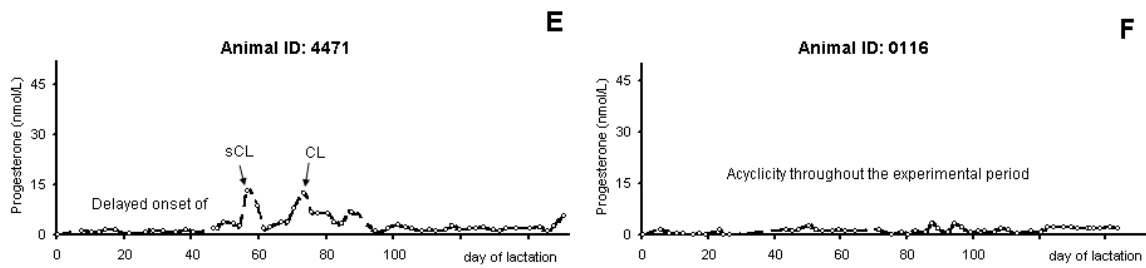 E
Animal ID: 4471
Progesterone (nmol/L)
45
30
15
0
sCL
CL
Delayed onset of
0
20
40
60
80
100
day of lactation
F
Animal ID: 0116
Progesterone (nmol/L)
45
30
15
0
Acyclicity throughout the experimental period
0
20
40
60
80
100
day of lactation